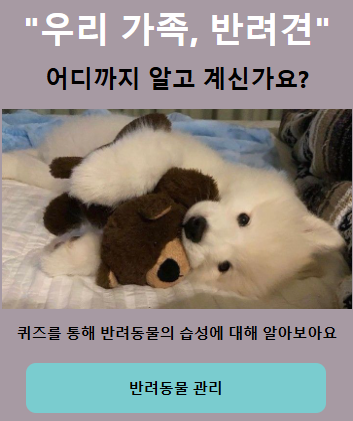 "우리 가족, 반려견"
어디까지 알고 계신가요?
퀴즈를 통해 반려동물의 습성에 대해 알아보아요
반려동물 관리